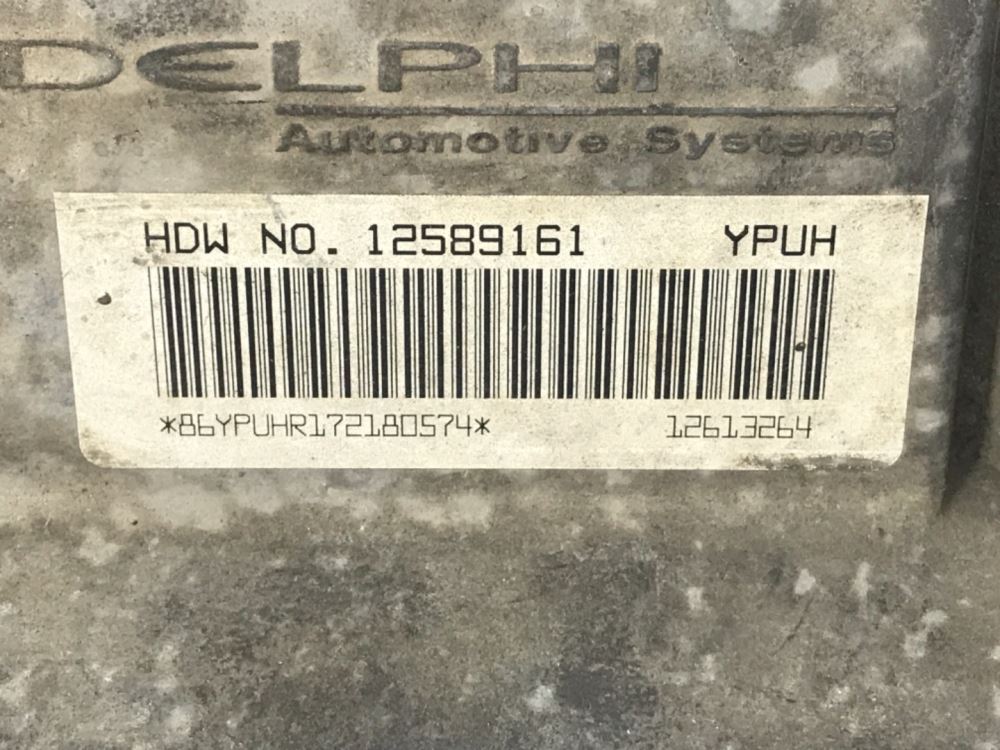 DELPHI
Automotive Systems
HDW NO. 12589161 YPUH
*86YPUHR172180574* 12613264